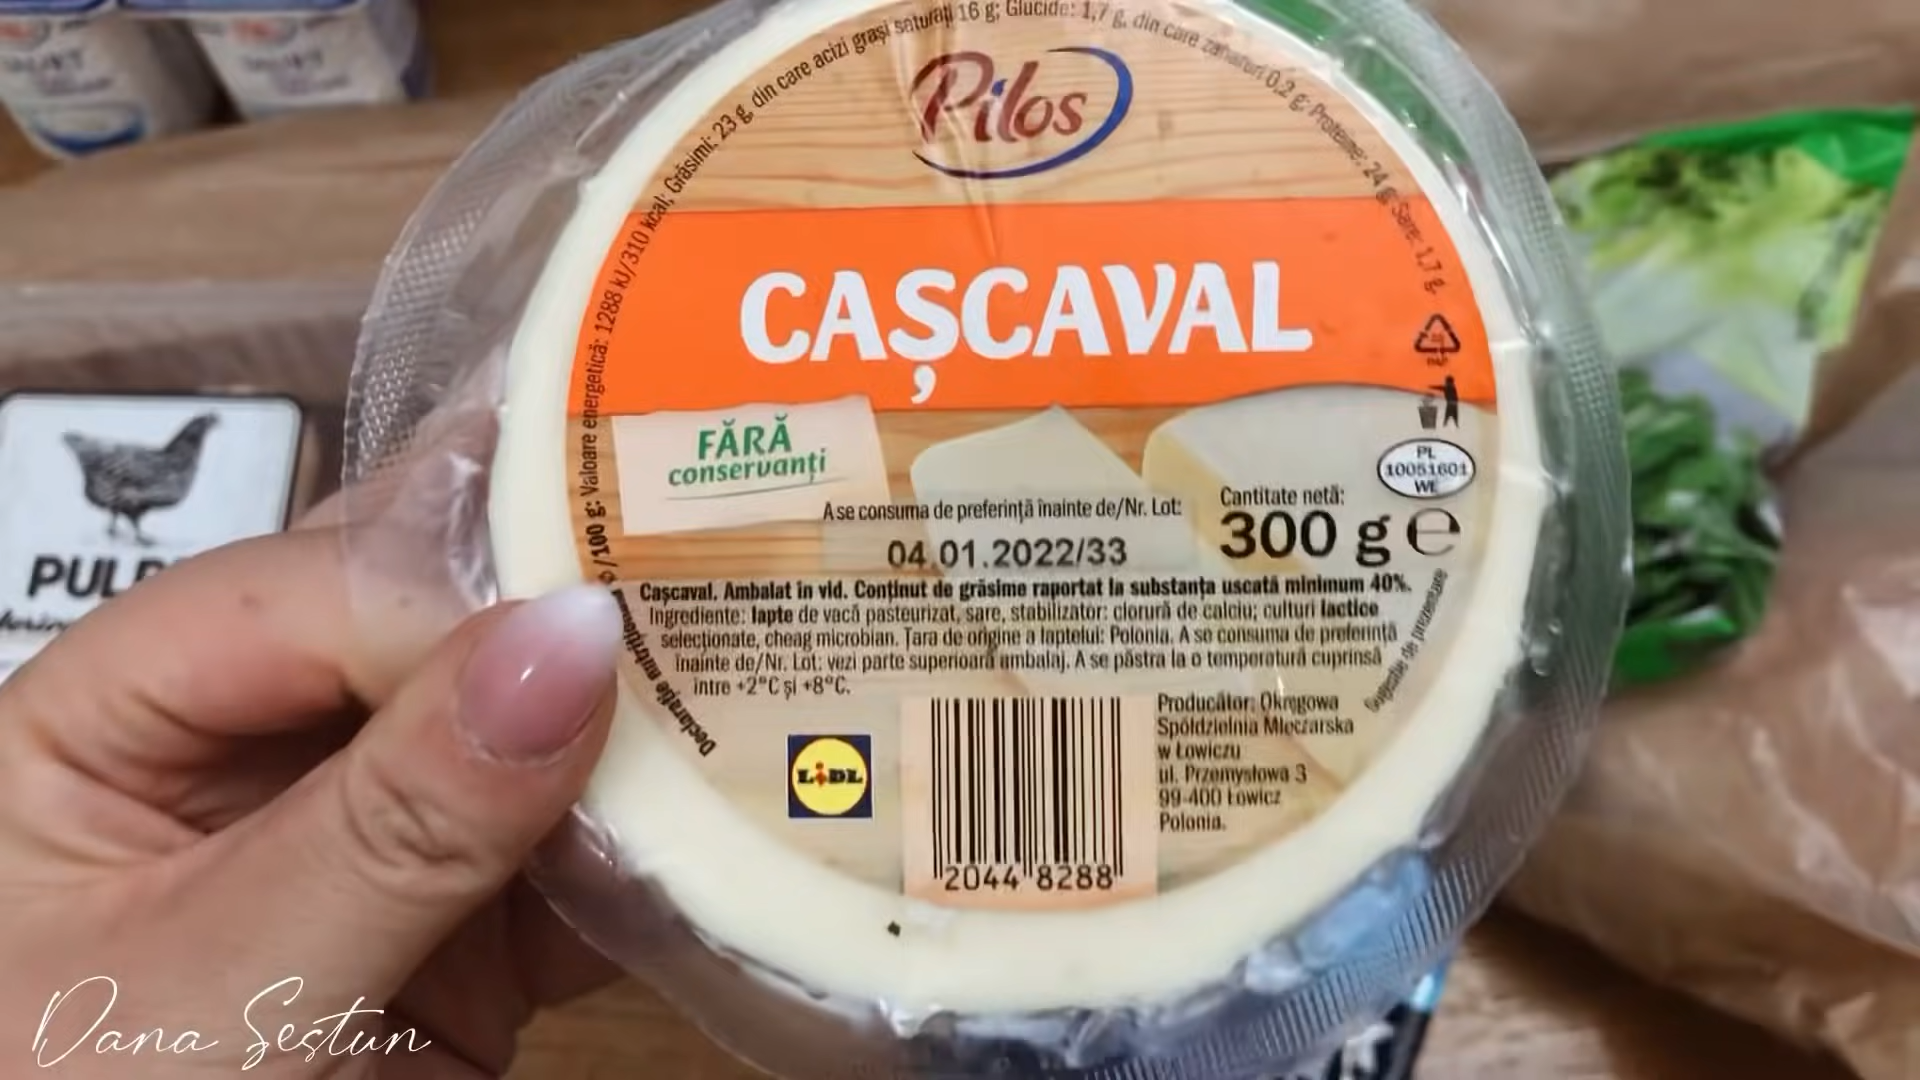 Pilos
Declarație nutrițională /100 g: Valoare energetică: 1288 kJ/310 kcal; Grăsimi: 23 g, din care acizi grași saturați 16 g; Glucide: 1,7 g, din care zaharuri 0,2 g; Proteine: 24 g; Sare: 1,7 g.
CAȘCAVAL
FĂRĂ
conservanți
A se consuma de preferință înainte de/Nr. Lot:
04.01.2022/33
Cantitate netă:
300 g e
PL
10051601
WE
Cașcaval. Ambalat în vid. Conținut de grăsime raportat la substanța uscată minimum 40%.
Ingrediente: lapte de vacă pasteurizat, sare, stabilizator: clorură de calciu; culturi lactice
selecționate, cheag microbian. Țara de origine a laptelui: Polonia. A se consuma de preferință
înainte de/Nr. Lot: vezi parte superioară ambalaj. A se păstra la o temperatură cuprinsă
între +2°C și +8°C.
Producător: Okręgowa
Spółdzielnia Mleczarska
w Łowiczu
ul. Przemysłowa 3
99-400 Łowicz
Polonia.
LIDL
2044 8288
Dana Sestun